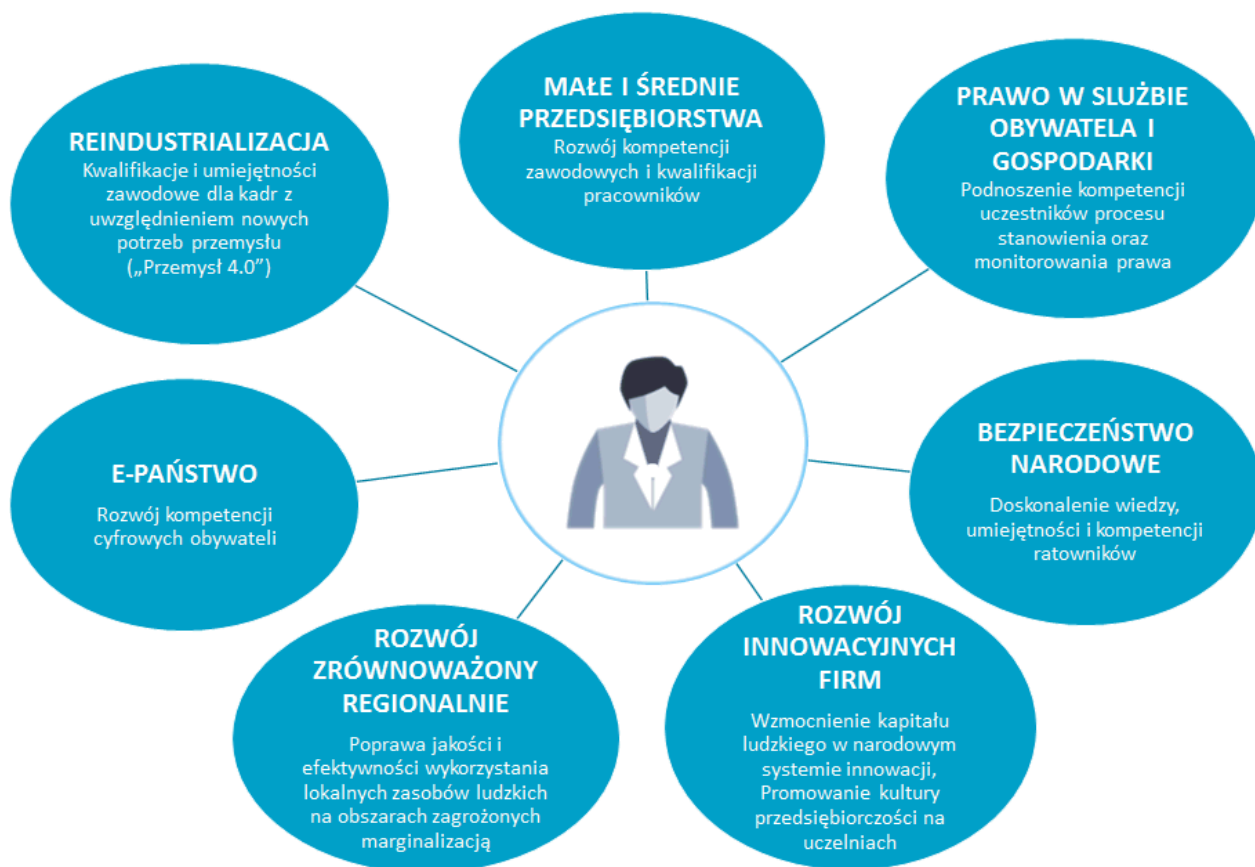 REINDUSTRIALIZACJA
Kwalifikacje i umiejętności
zawodowe dla kadr z
uwzględnieniem nowych
potrzeb przemysłu
(„Przemysł 4.0”)
MAŁE I ŚREDNIE
PRZEDSIĘBIORSTWA
Rozwój kompetencji
zawodowych i kwalifikacji
pracowników
PRAWO W SLUŻBIE
OBYWATELA I
GOSPODARKI
Podnoszenie kompetencji
uczestników procesu
stanowienia oraz
monitorowania prawa
E-PAŃSTWO
Rozwój kompetencji
cyfrowych obywateli
BEZPIECZEŃSTWO
NARODOWE
Doskonalenie wiedzy,
umiejętności i kompetencji
ratowników
ROZWÓJ
ZRÓWNOWAŻONY
REGIONALNIE
Poprawa jakości i
efektywności wykorzystania
lokalnych zasobów ludzkich
na obszarach zagrożonych
marginalizacją
ROZWÓJ
INNOWACYJNYCH
FIRM
Wzmocnienie kapitału
ludzkiego w narodowym
systemie innowacji,
Promowanie kultury
przedsiębiorczości na
uczelniach